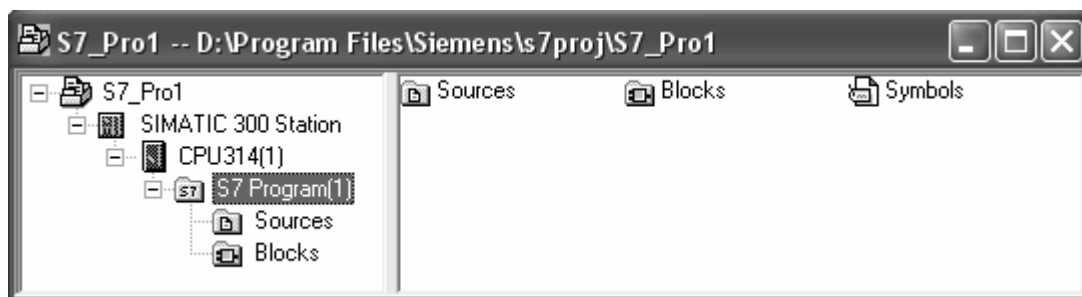 S7_Pro1 -- D:\Program Files\Siemens\s7proj\S7_Pro1
S7_Pro1
SIMATIC 300 Station
CPU314(1)
S7 Program(1)
Sources
Blocks
Sources Blocks Symbols